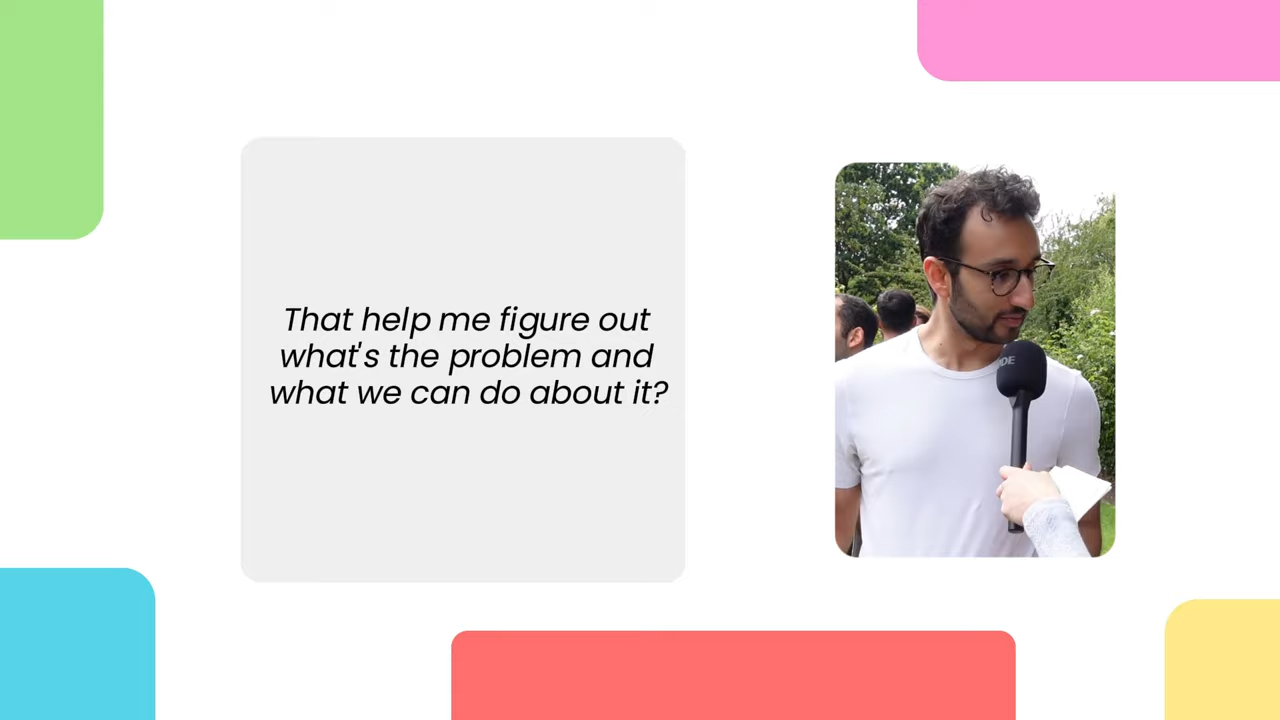 That help me figure out
what's the problem and
what we can do about it?